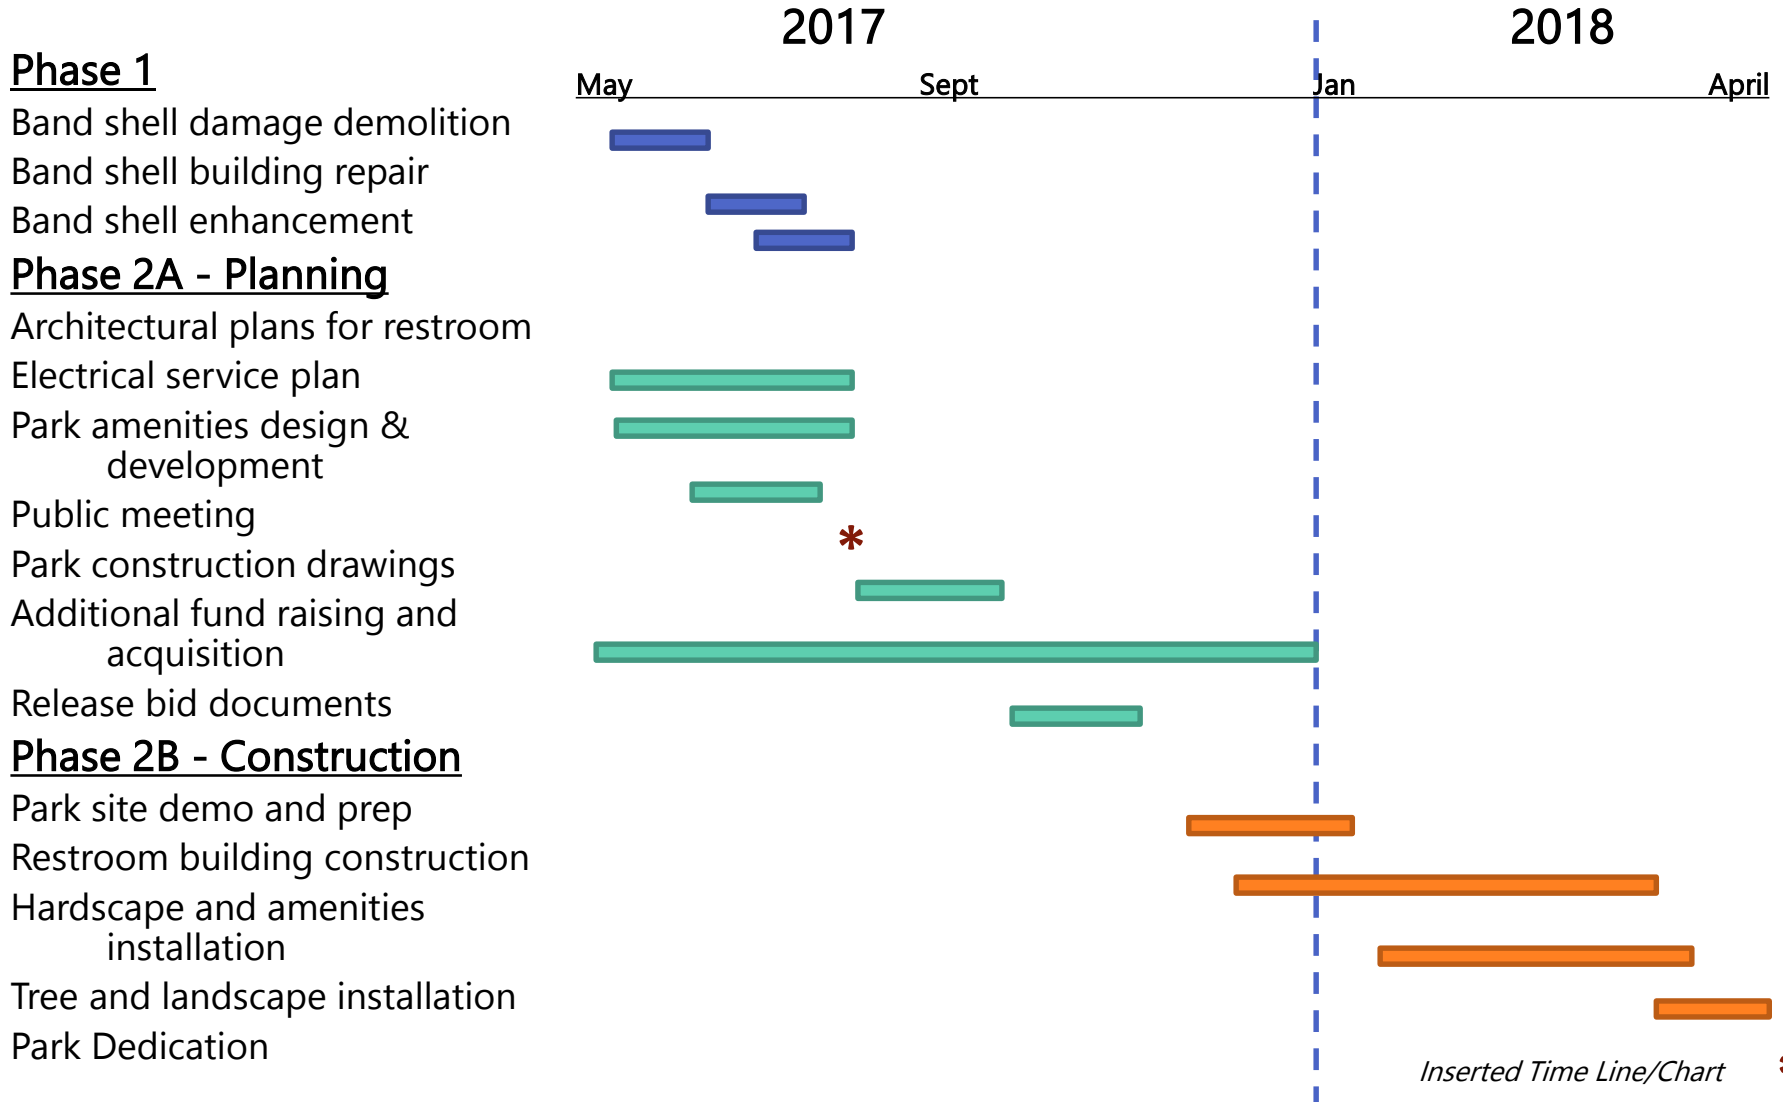 2017 2018
Phase 1
May Sept Jan April
Band shell damage demolition
Band shell building repair
Band shell enhancement
Phase 2A - Planning
Architectural plans for restroom
Electrical service plan
Park amenities design &
development
Public meeting
*
Park construction drawings
Additional fund raising and
acquisition
Release bid documents
Phase 2B - Construction
Park site demo and prep
Restroom building construction
Hardscape and amenities
installation
Tree and landscape installation
Park Dedication
Inserted Time Line/Chart *